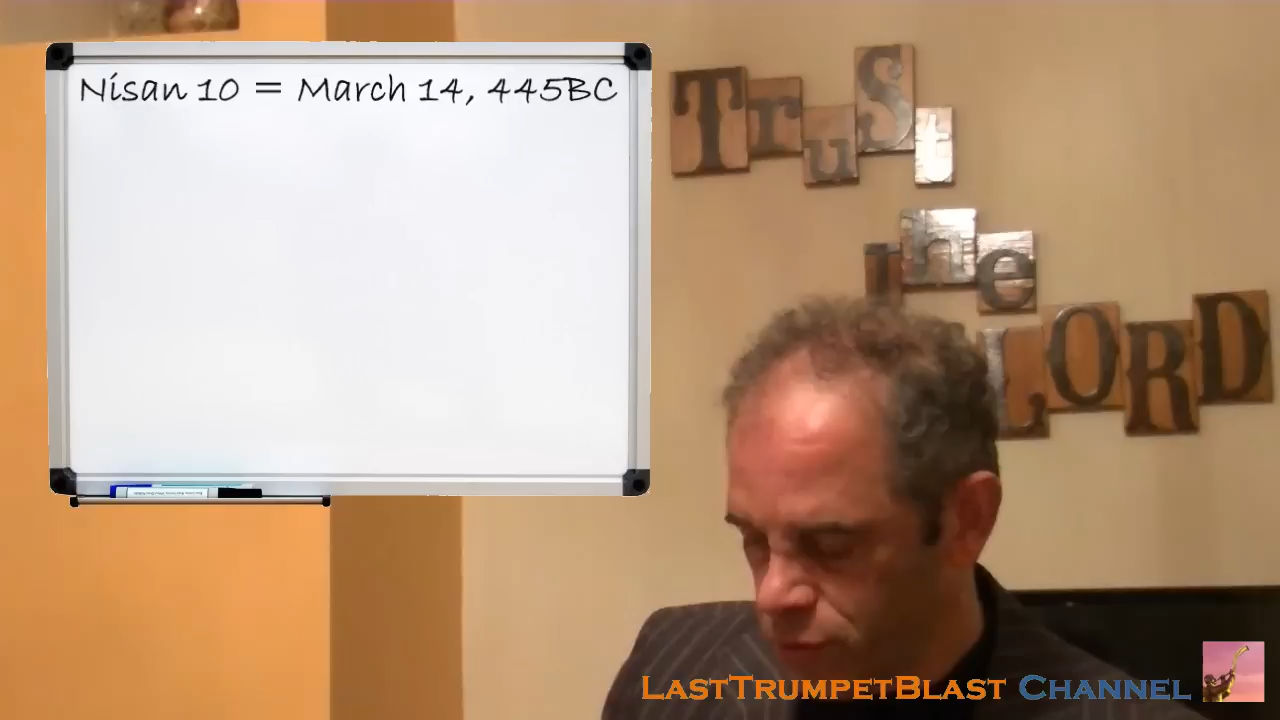 Nisan 10 = March 14, 445BC
Trust
the
LORD
LASTTRUMPETBLAST CHANNEL